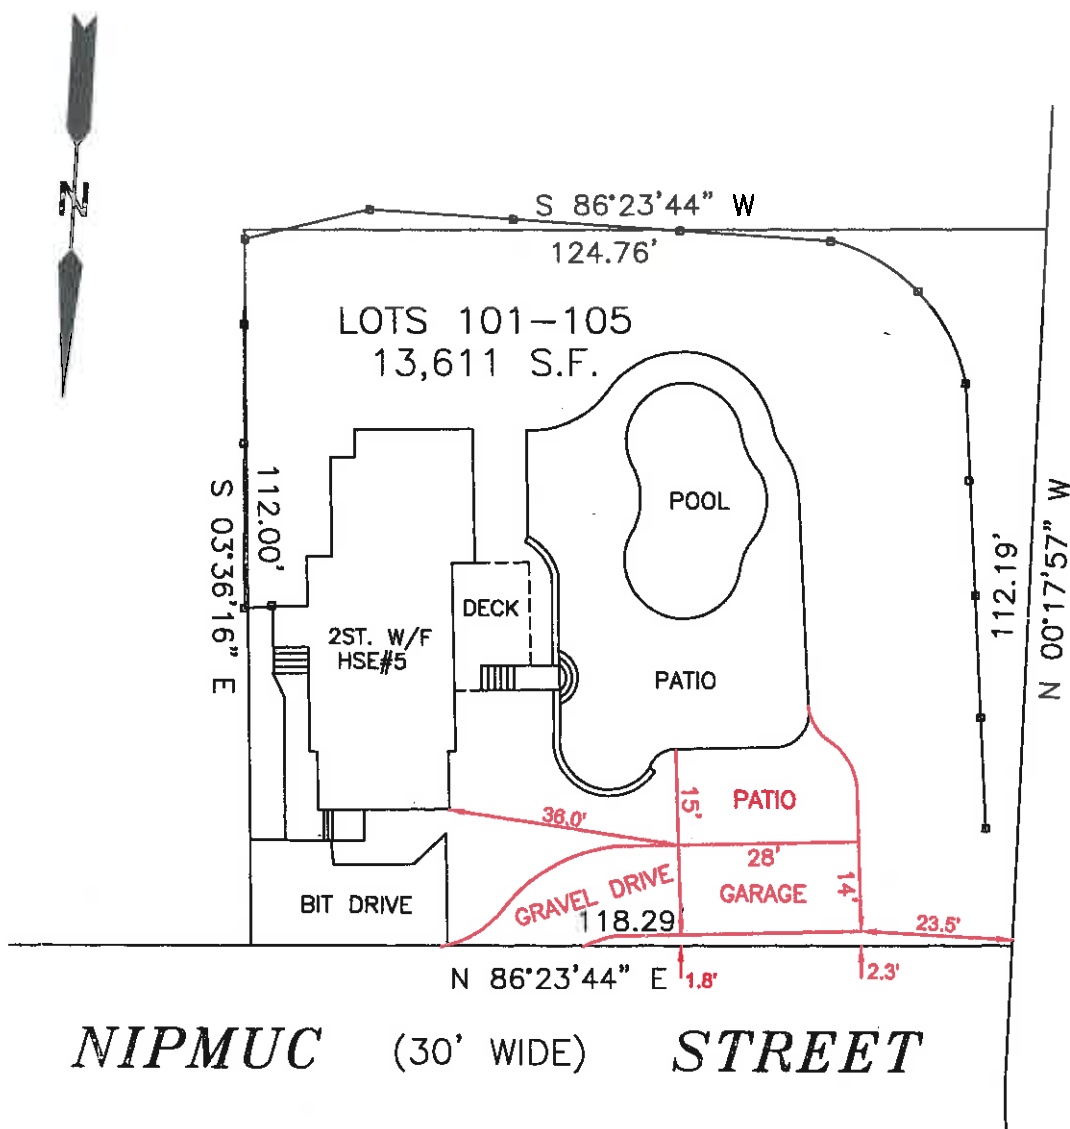 N
S 86°23'44" W
124.76'
LOTS 101-105
13,611 S.F.
112.00'
S 03°36'16" E
POOL
112.19'
N 00°17'57" W
DECK
2ST. W/F
HSE#5
PATIO
15'
PATIO
36.0'
28'
14'
GARAGE
GRAVEL DRIVE
BIT DRIVE
118.29
23.5'
N 86°23'44" E
1.8'
2.3'
NIPMUC (30' WIDE) STREET